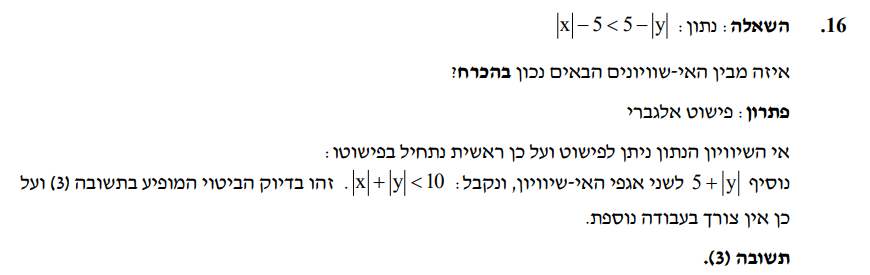 16. השאלה: נתון: |x| − 5 < 5 − |y|
איזה מבין האי-שוויונים הבאים נכון בהכרח?
פתרון: פישוט אלגברי
אי השיוויון הנתון ניתן לפישוט ועל כן ראשית נתחיל בפישוטו:
נוסיף 5 + |y| לשני אגפי האי-שיוויון, ונקבל: |x| + |y| < 10. זהו בדיוק הביטוי המופיע בתשובה (3) ועל
כן אין צורך בעבודה נוספת.
תשובה (3).